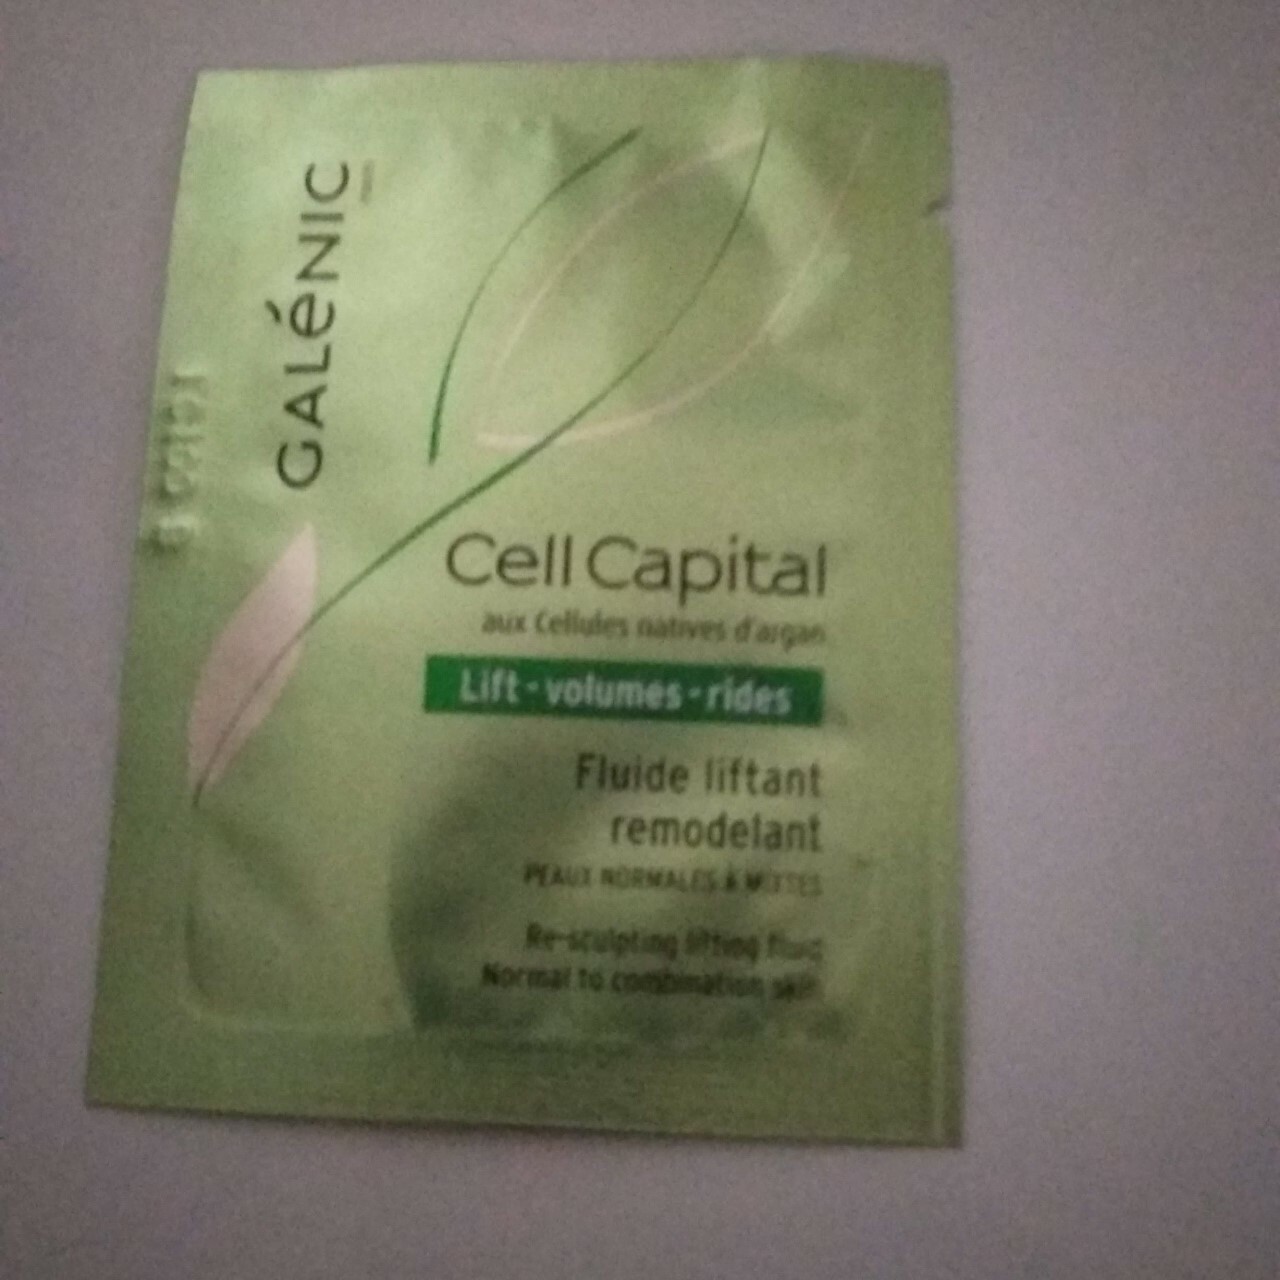 GALéNIC
Cell Capital
aux Cellules natives d'argan
Lift - volumes - rides
Fluide liftant
remodelant
PEAUX NORMALES À MIXTES
Re-sculpting lifting fluid
Normal to combination skin